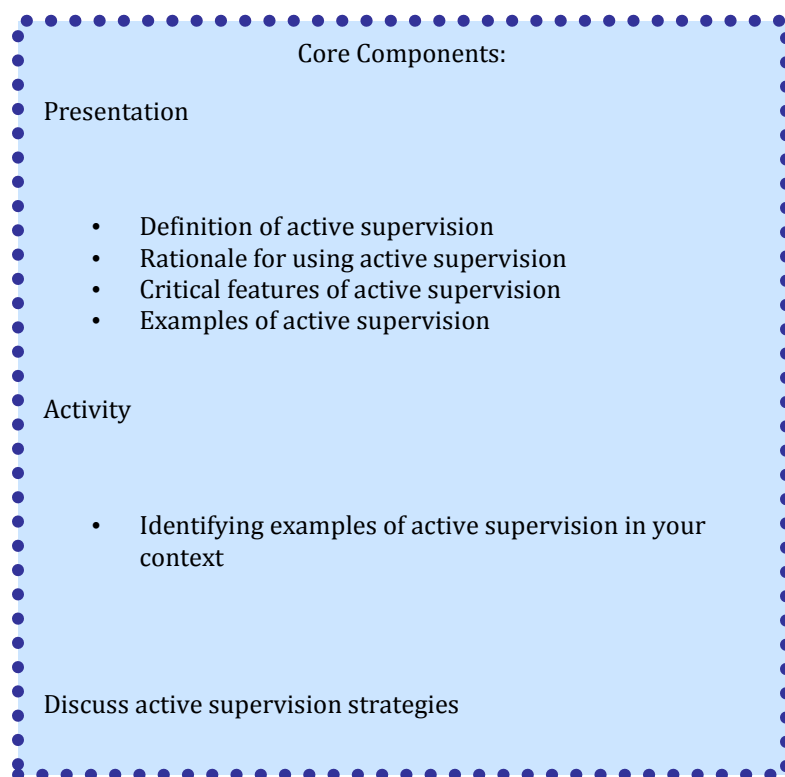 Core Components:
Presentation
• Definition of active supervision
• Rationale for using active supervision
• Critical features of active supervision
• Examples of active supervision
Activity
• Identifying examples of active supervision in your
context
Discuss active supervision strategies